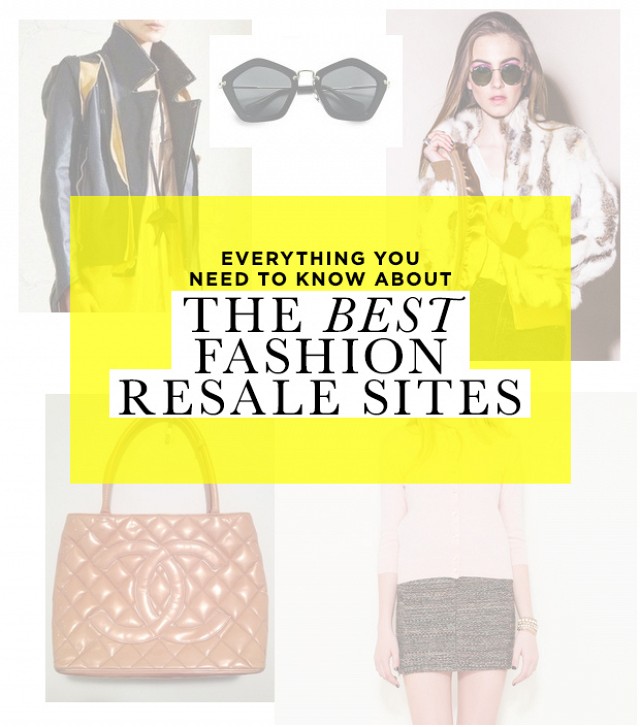 EVERYTHING YOU
NEED TO KNOW ABOUT
THE BEST
FASHION
RESALE SITES